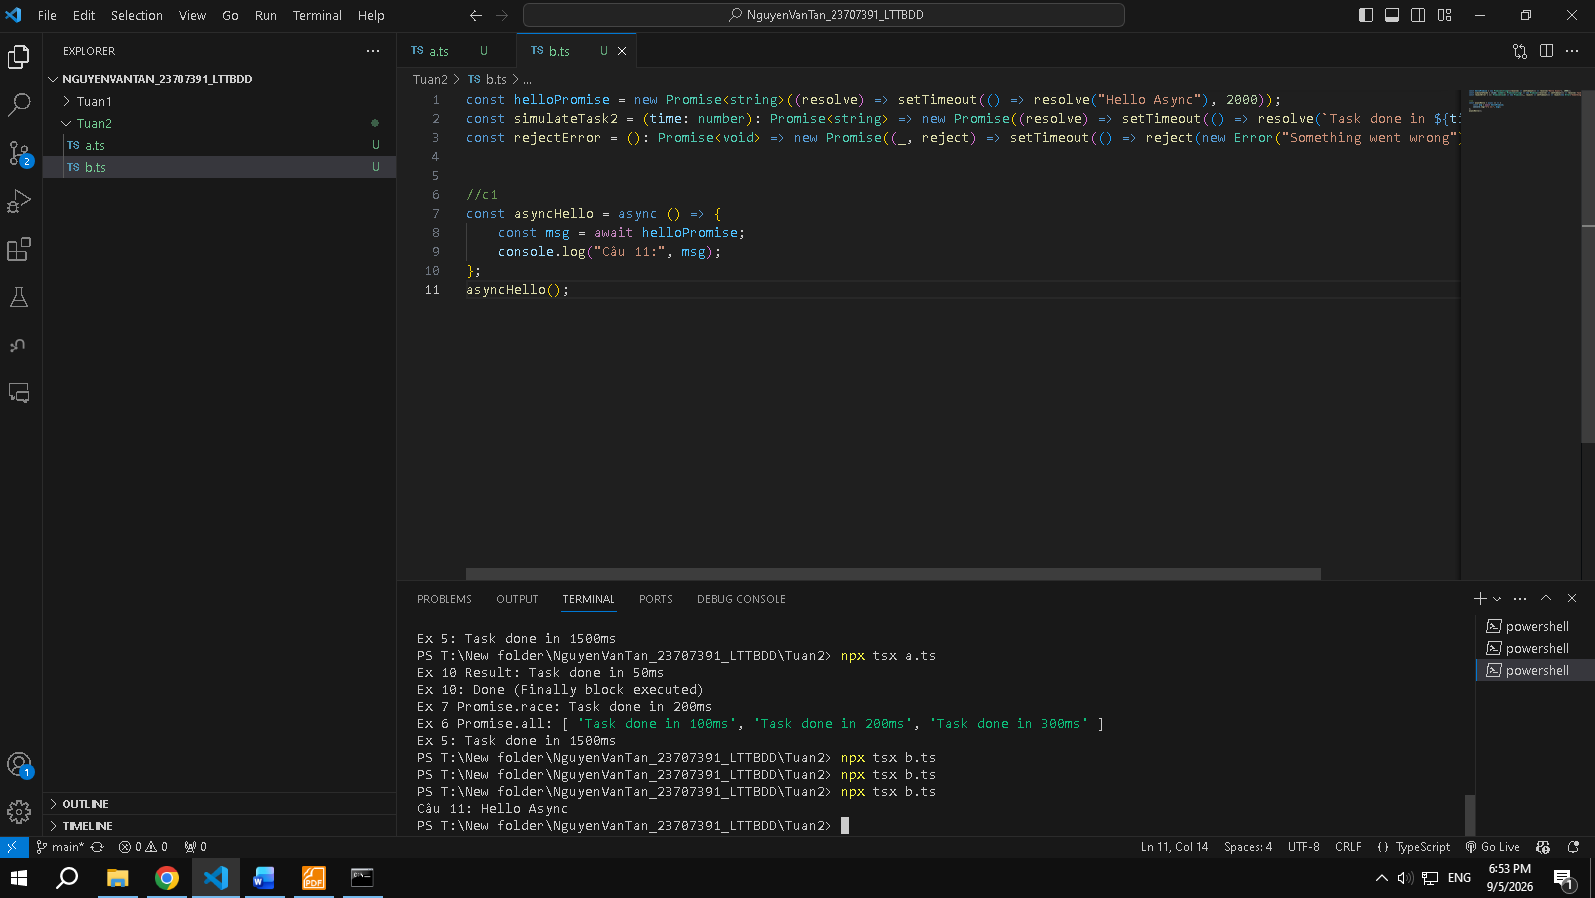 File Edit Selection View Go Run Terminal Help
NguyenVanTan_23707391_LTTBDD
EXPLORER
NGUYENVANTAN_23707391_LTTBDD
Tuan1
Tuan2
TS a.ts U
TS b.ts U
OUTLINE
TIMELINE
2
1
TS a.ts U
TS b.ts U
Tuan2 > TS b.ts > ...
1 const helloPromise = new Promise<string>((resolve) => setTimeout(() => resolve("Hello Async"), 2000));
2 const simulateTask2 = (time: number): Promise<string> => new Promise((resolve) => setTimeout(() => resolve(`Task done in ${ti
3 const rejectError = (): Promise<void> => new Promise((_, reject) => setTimeout(() => reject(new Error("Something went wrong")
4
5
6 //c1
7 const asyncHello = async () => {
8 const msg = await helloPromise;
9 console.log("Câu 11:", msg);
10 };
11 asyncHello();
PROBLEMS OUTPUT TERMINAL PORTS DEBUG CONSOLE
Ex 5: Task done in 1500ms
PS T:\New folder\NguyenVanTan_23707391_LTTBDD\Tuan2> npx tsx a.ts
Ex 10 Result: Task done in 50ms
Ex 10: Done (Finally block executed)
Ex 7 Promise.race: Task done in 200ms
Ex 6 Promise.all: [ 'Task done in 100ms', 'Task done in 200ms', 'Task done in 300ms' ]
Ex 5: Task done in 1500ms
PS T:\New folder\NguyenVanTan_23707391_LTTBDD\Tuan2> npx tsx b.ts
PS T:\New folder\NguyenVanTan_23707391_LTTBDD\Tuan2> npx tsx b.ts
PS T:\New folder\NguyenVanTan_23707391_LTTBDD\Tuan2> npx tsx b.ts
Câu 11: Hello Async
PS T:\New folder\NguyenVanTan_23707391_LTTBDD\Tuan2>
powershell
powershell
powershell
main* 0 0 0
Ln 11, Col 14 Spaces: 4 UTF-8 CRLF {} TypeScript Go Live
PDF
ENG
6:53 PM
9/5/2026
1